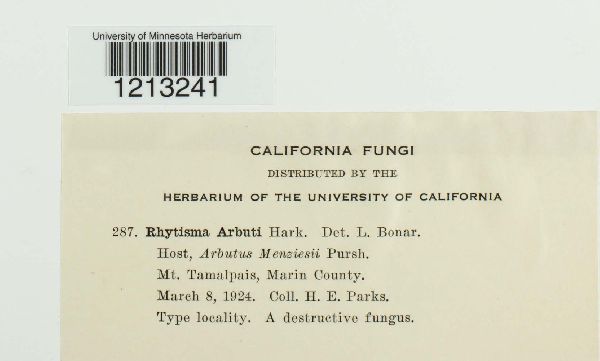 University of Minnesota Herbarium
1213241
CALIFORNIA FUNGI
DISTRIBUTED BY THE
HERBARIUM OF THE UNIVERSITY OF CALIFORNIA
287. Rhytisma Arbuti Hark. Det. L. Bonar.
Host, Arbutus Menziesii Pursh.
Mt. Tamalpais, Marin County.
March 8, 1924. Coll. H. E. Parks.
Type locality. A destructive fungus.